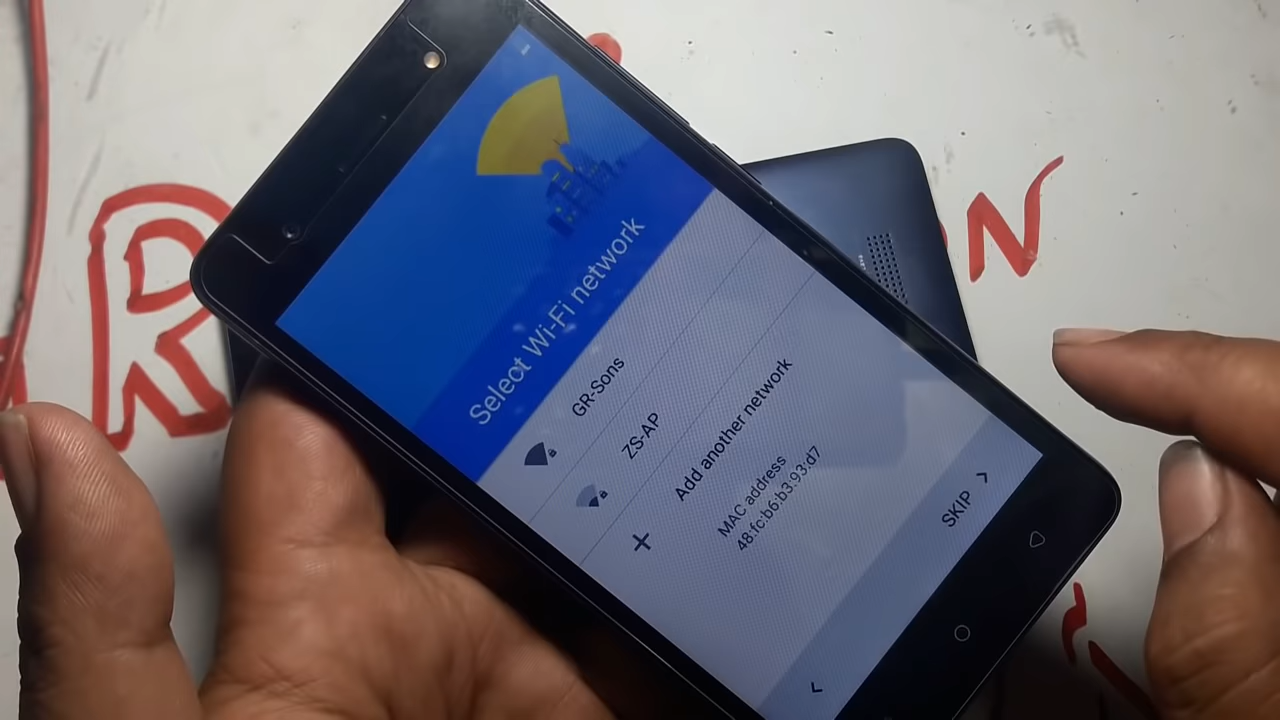 Select Wi-Fi network
GR-Sons
ZS-AP
Add another network
MAC address
48:fc:b6:b3:93:d7
SKIP
R
N